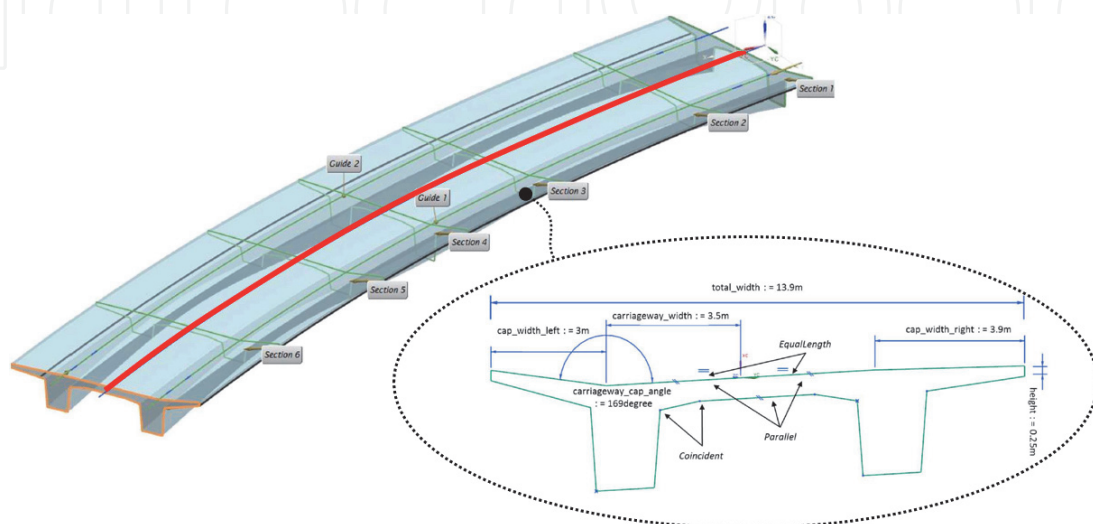 Section 1
Section 2
Guide 2
Section 3
Guide 1
Section 4
Section 5
Section 6
YC
total_width : = 13.9m
carriageway_width : = 3.5m
cap_width_left : = 3m
cap_width_right : = 3.9m
EqualLength
carriageway_cap_angle
: = 169degree
height : = 0.25m
Parallel
Coincident